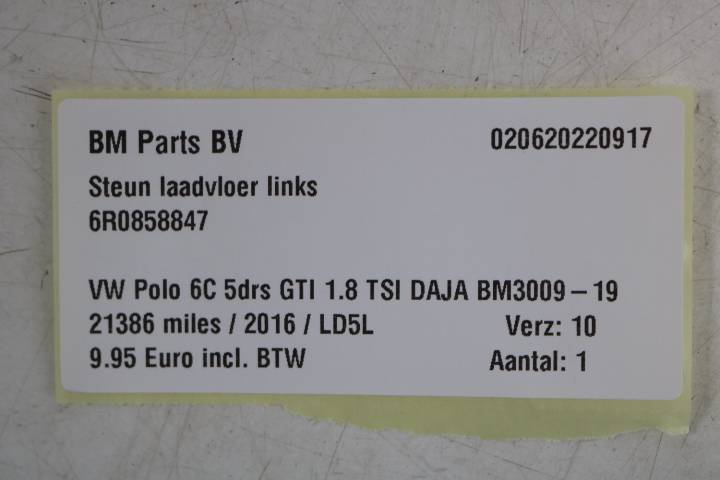 BM Parts BV 020620220917
Steun laadvloer links
6R0858847
VW Polo 6C 5drs GTI 1.8 TSI DAJA BM3009-19
21386 miles / 2016 / LD5L Verz: 10
9.95 Euro incl. BTW Aantal: 1